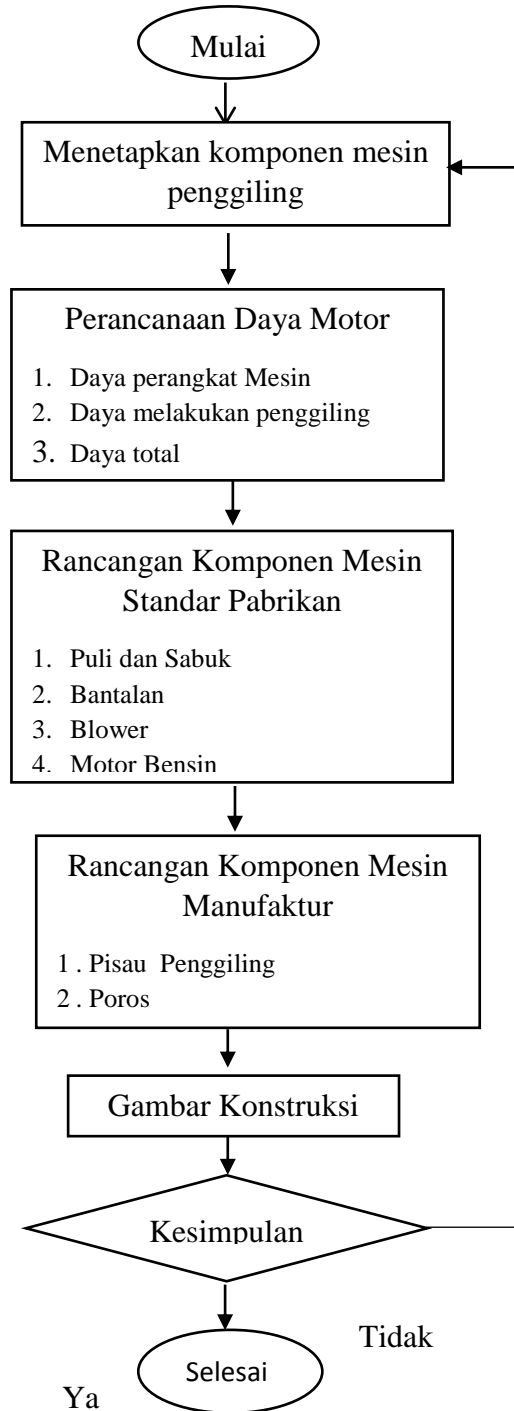 Mulai
Menetapkan komponen mesin
penggiling
Perancanaan Daya Motor
1. Daya perangkat Mesin
2. Daya melakukan penggiling
3. Daya total
Rancangan Komponen Mesin
Standar Pabrikan
1. Puli dan Sabuk
2. Bantalan
3. Blower
4. Motor Bensin
Rancangan Komponen Mesin
Manufaktur
1 . Pisau Penggiling
2 . Poros
Gambar Konstruksi
Kesimpulan
Tidak
Selesai
Ya